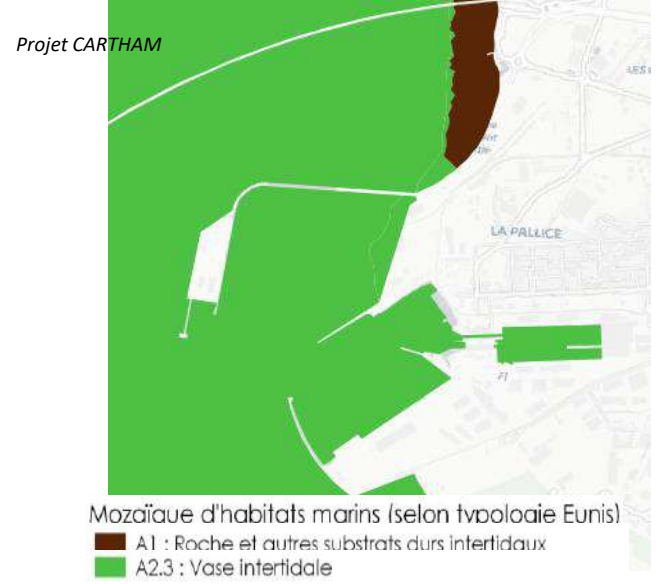 Projet CARTHAM
LES
LA PALLICE
Mozaïque d'habitats marins (selon typologie Eunis)
A1 : Roche et autres substrats durs intertidaux
A2.3 : Vase intertidale